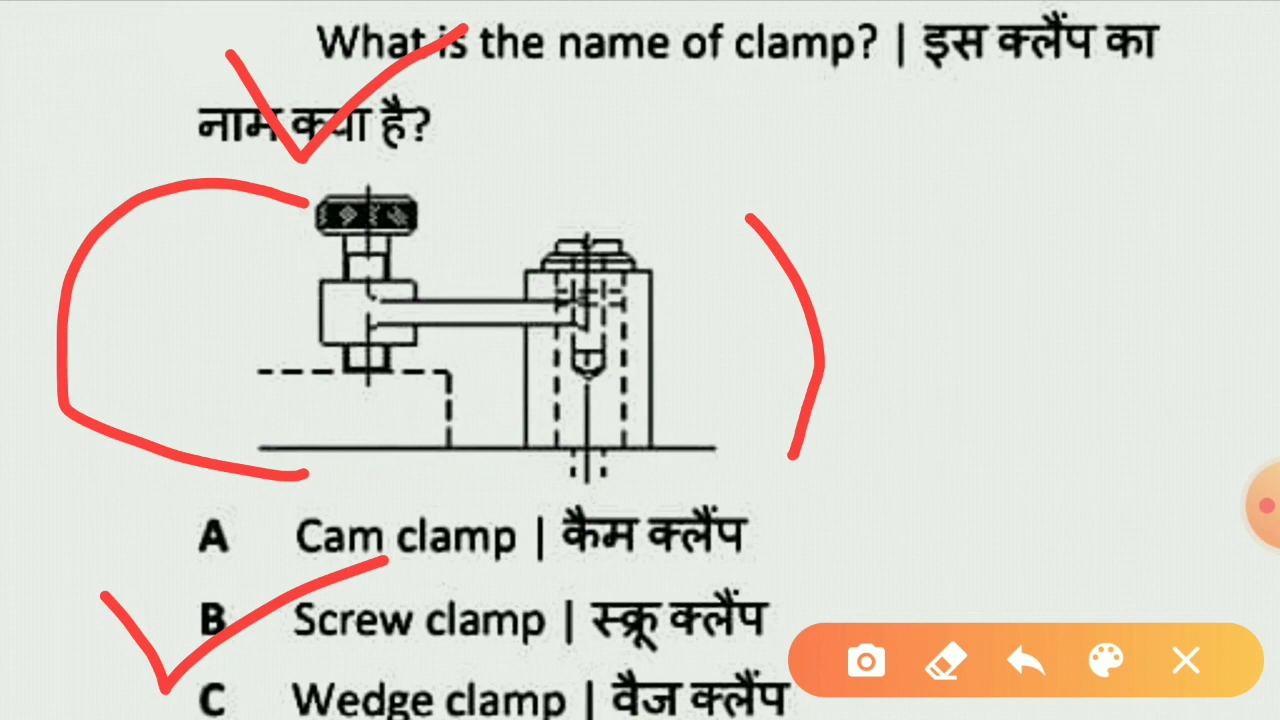 What is the name of clamp? | इस क्लैंप का
नाम क्या है?
A Cam clamp | कैम क्लैंप
B Screw clamp | स्क्रू क्लैंप
C Wedge clamp | वैज क्लैंप